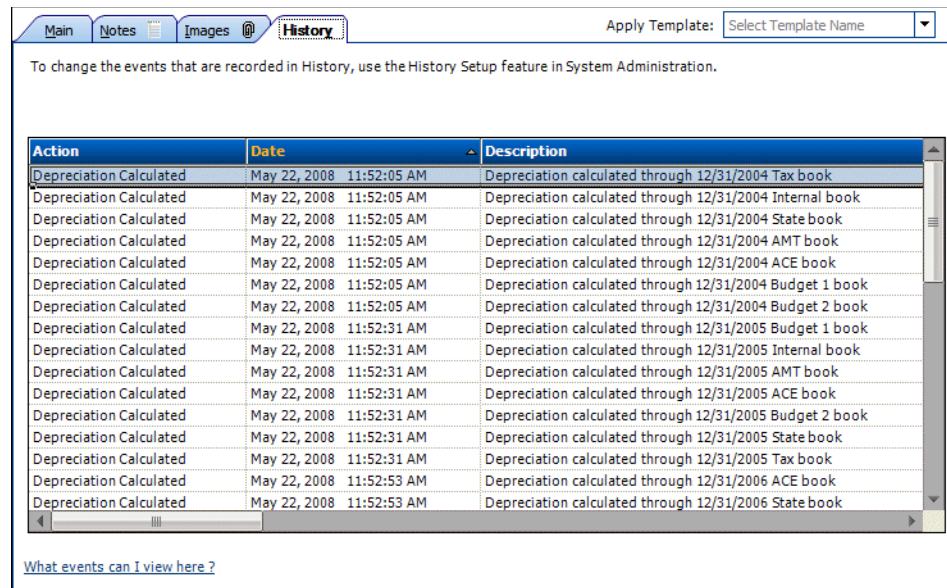 Main Notes Images History Apply Template: Select Template Name
To change the events that are recorded in History, use the History Setup feature in System Administration.
Action Date Description
Depreciation Calculated May 22, 2008 11:52:05 AM Depreciation calculated through 12/31/2004 Tax book
Depreciation Calculated May 22, 2008 11:52:05 AM Depreciation calculated through 12/31/2004 Internal book
Depreciation Calculated May 22, 2008 11:52:05 AM Depreciation calculated through 12/31/2004 State book
Depreciation Calculated May 22, 2008 11:52:05 AM Depreciation calculated through 12/31/2004 AMT book
Depreciation Calculated May 22, 2008 11:52:05 AM Depreciation calculated through 12/31/2004 ACE book
Depreciation Calculated May 22, 2008 11:52:05 AM Depreciation calculated through 12/31/2004 Budget 1 book
Depreciation Calculated May 22, 2008 11:52:05 AM Depreciation calculated through 12/31/2004 Budget 2 book
Depreciation Calculated May 22, 2008 11:52:31 AM Depreciation calculated through 12/31/2005 Budget 1 book
Depreciation Calculated May 22, 2008 11:52:31 AM Depreciation calculated through 12/31/2005 Internal book
Depreciation Calculated May 22, 2008 11:52:31 AM Depreciation calculated through 12/31/2005 AMT book
Depreciation Calculated May 22, 2008 11:52:31 AM Depreciation calculated through 12/31/2005 ACE book
Depreciation Calculated May 22, 2008 11:52:31 AM Depreciation calculated through 12/31/2005 Budget 2 book
Depreciation Calculated May 22, 2008 11:52:31 AM Depreciation calculated through 12/31/2005 State book
Depreciation Calculated May 22, 2008 11:52:31 AM Depreciation calculated through 12/31/2005 Tax book
Depreciation Calculated May 22, 2008 11:52:53 AM Depreciation calculated through 12/31/2006 ACE book
Depreciation Calculated May 22, 2008 11:52:53 AM Depreciation calculated through 12/31/2006 State book
What events can I view here ?